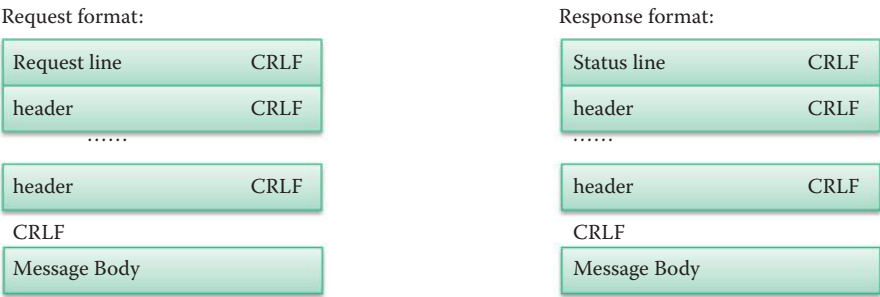 Request format:
Request line CRLF
header CRLF
......
header CRLF
CRLF
Message Body
Response format:
Status line CRLF
header CRLF
......
header CRLF
CRLF
Message Body